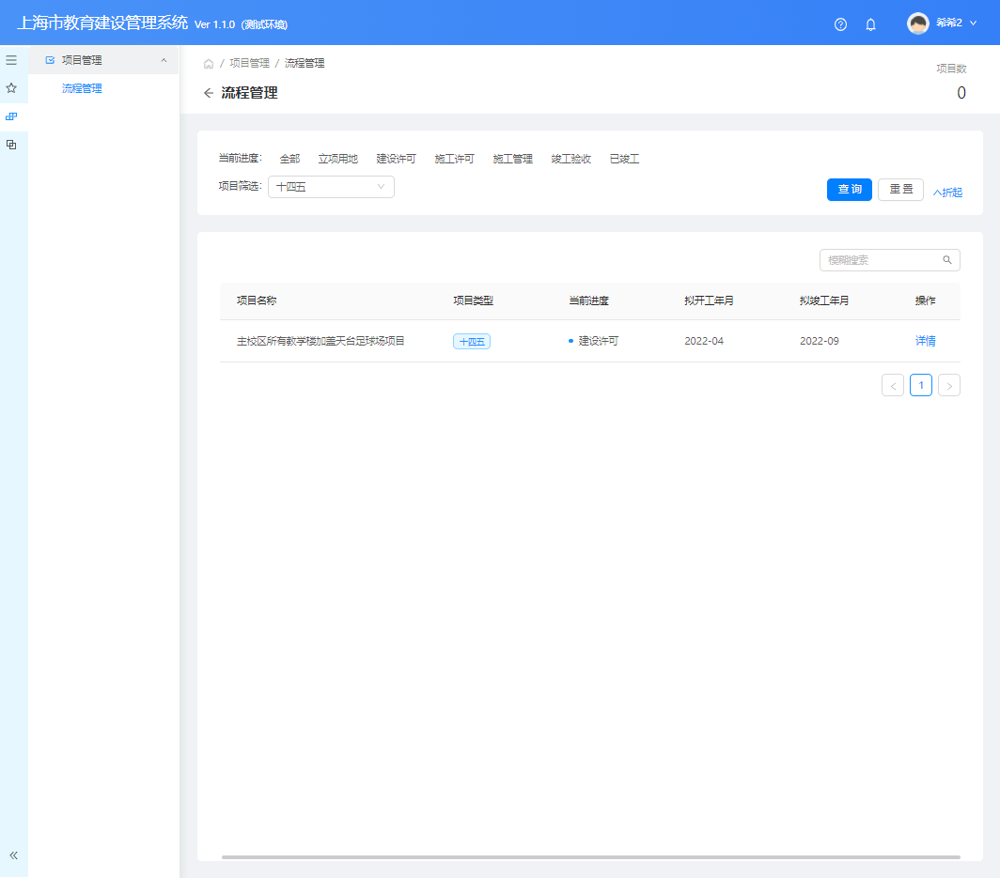 上海市教育建设管理系统 Ver 1.1.0 (测试环境)
希希2
项目管理
流程管理
/ 项目管理 / 流程管理
流程管理
项目数
0
当前进度: 全部 立项用地 建设许可 施工许可 施工管理 竣工验收 已竣工
项目筛选: 十四五
查询 重置 折起
模糊搜索
项目名称 项目类型 当前进度 拟开工年月 拟竣工年月 操作
主校区所有教学楼加盖天台足球场项目 十四五 建设许可 2022-04 2022-09 详情
< 1 >